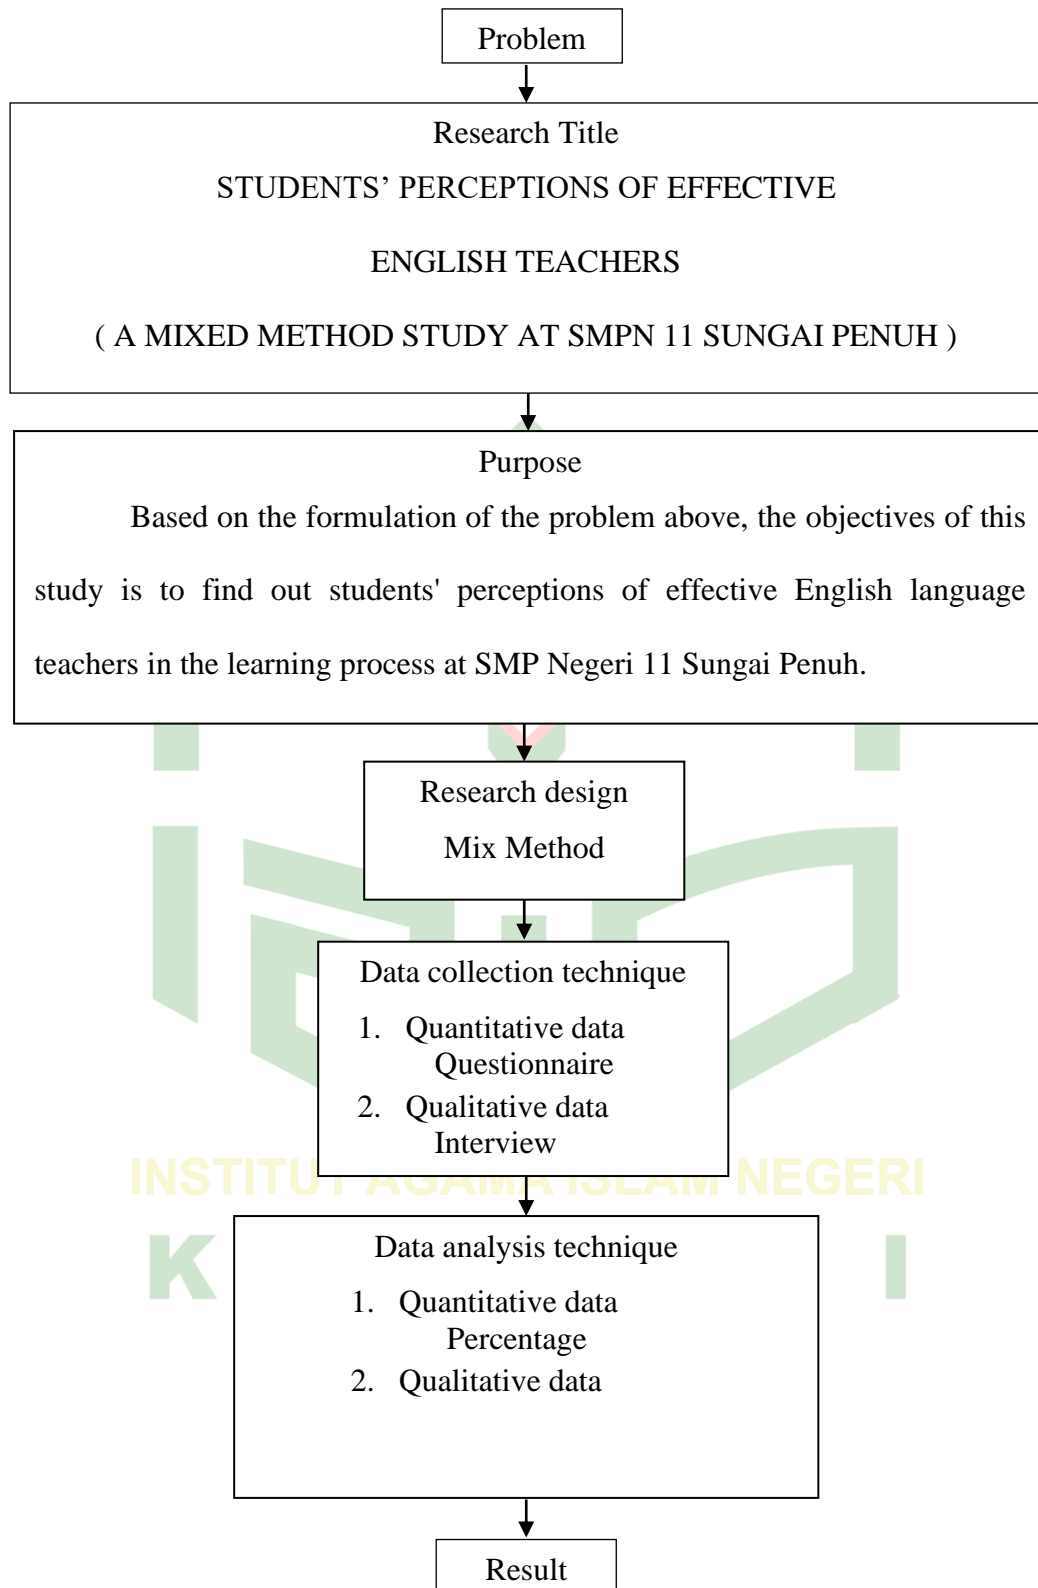 Problem
Research Title
STUDENTS’ PERCEPTIONS OF EFFECTIVE
ENGLISH TEACHERS
( A MIXED METHOD STUDY AT SMPN 11 SUNGAI PENUH )
Purpose
Based on the formulation of the problem above, the objectives of this
study is to find out students' perceptions of effective English language
teachers in the learning process at SMP Negeri 11 Sungai Penuh.
Research design
Mix Method
Data collection technique
1. Quantitative data
Questionnaire
2. Qualitative data
Interview
INSTITUT AGAMA ISLAM NEGERI
K I
Data analysis technique
1. Quantitative data
Percentage
2. Qualitative data
Result